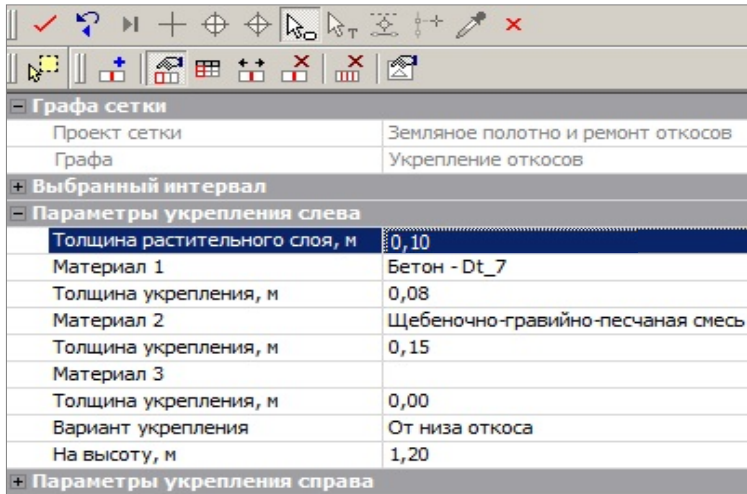 Графа сетки
Проект сетки Земляное полотно и ремонт откосов
Графа Укрепление откосов
Выбранный интервал
Параметры укрепления слева
Толщина растительного слоя, м 0,10
Материал 1 Бетон - Dt_7
Толщина укрепления, м 0,08
Материал 2 Щебеночно-гравийно-песчаная смесь
Толщина укрепления, м 0,15
Материал 3
Толщина укрепления, м 0,00
Вариант укрепления От низа откоса
На высоту, м 1,20
Параметры укрепления справа